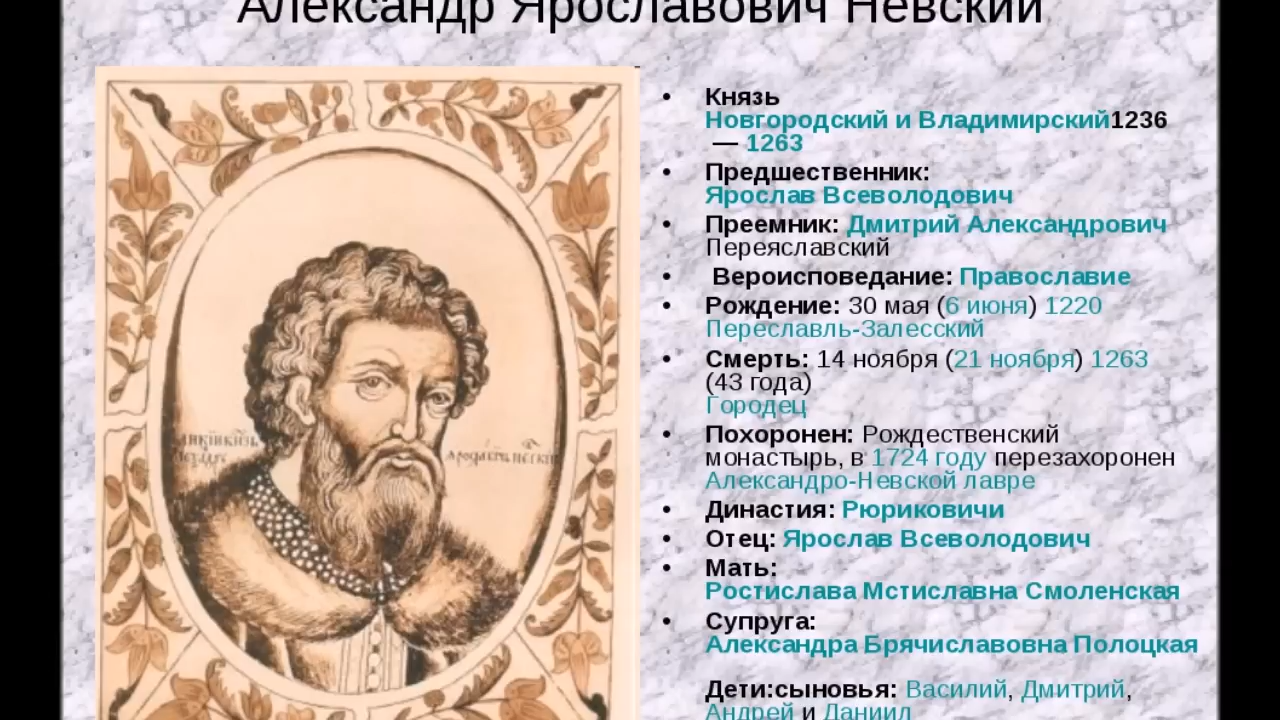 Александр Ярославович Невский
• Князь
Новгородский и Владимирский1236
— 1263
• Предшественник:
Ярослав Всеволодович
• Преемник: Дмитрий Александрович
Переяславский
• Вероисповедание: Православие
• Рождение: 30 мая (6 июня) 1220
Переславль-Залесский
• Смерть: 14 ноября (21 ноября) 1263
(43 года)
Городец
• Похоронен: Рождественский
монастырь, в 1724 году перезахоронен
Александро-Невской лавре
• Династия: Рюриковичи
• Отец: Ярослав Всеволодович
• Мать:
Ростислава Мстиславна Смоленская
• Супруга:
Александра Брячиславовна Полоцкая
Дети:сыновья: Василий, Дмитрий,
Андрей и Даниил